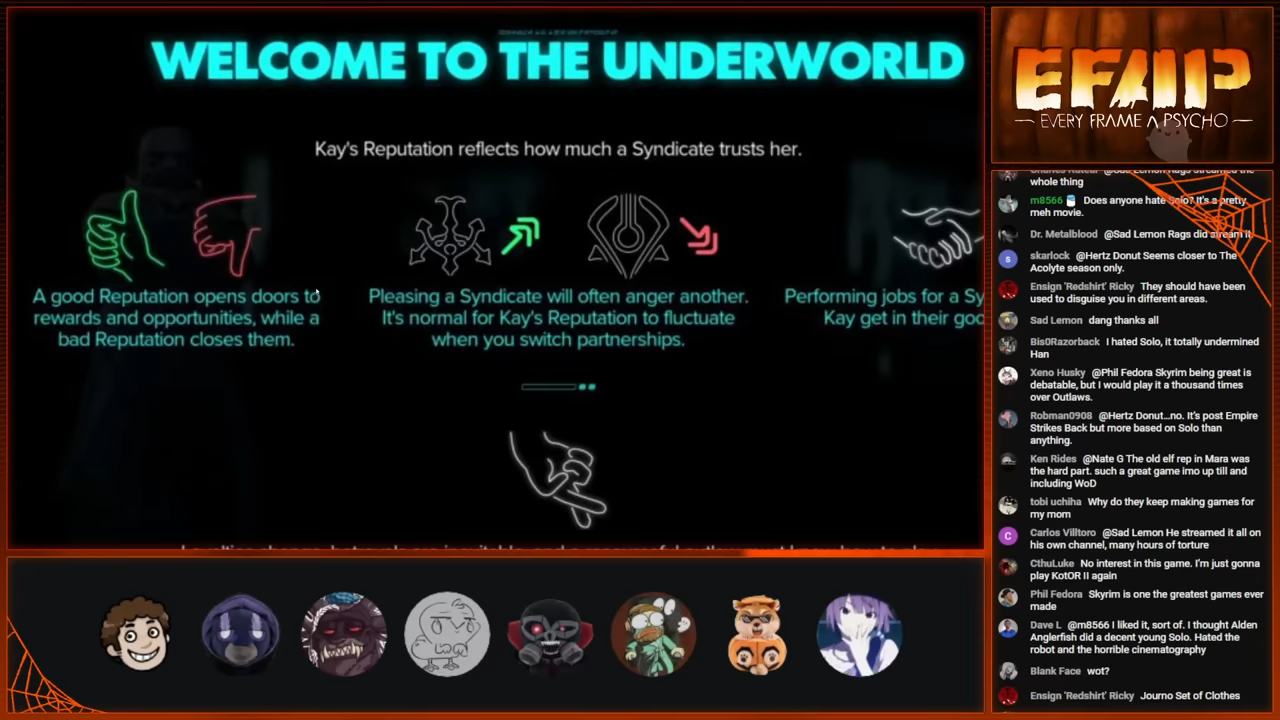 WELCOME TO THE UNDERWORLD
Kay's Reputation reflects how much a Syndicate trusts her.
A good Reputation opens doors to
rewards and opportunities, while a
bad Reputation closes them.
Pleasing a Syndicate will often anger another.
It's normal for Kay's Reputation to fluctuate
when you switch partnerships.
Performing jobs for a Sy
Kay get in their goo
EFAP
EVERY FRAME A PSYCHO
whole thing
m8566 Does anyone hate Solo? It's a pretty
meh movie.
Dr. Metalblood @Sad Lemon Rags did stream it
skarlock @Hertz Donut Seems closer to The
Acolyte season only.
Ensign 'Redshirt' Ricky They should have been
used to disguise you in different areas.
Sad Lemon dang thanks all
Bis0Razorback I hated Solo, it totally undermined
Han
Xeno Husky @Phil Fedora Skyrim being great is
debatable, but I would play it a thousand times
over Outlaws.
Robman0908 @Hertz Donut...no. It's post Empire
Strikes Back but more based on Solo than
anything.
Ken Rides @Nate G The old elf rep in Mara was
the hard part. such a great game imo up till and
including WoD
tobi uchiha Why do they keep making games for
my mom
C
Carlos Villtoro @Sad Lemon He streamed it all on
his own channel, many hours of torture
CthuLuke No interest in this game. I'm just gonna
play KotOR II again
Phil Fedora Skyrim is one the greatest games ever
made
Dave L @m8566 I liked it, sort of. I thought Alden
Anglerfish did a decent young Solo. Hated the
robot and the horrible cinematography
Blank Face wot?
Ensign 'Redshirt' Ricky Journo Set of Clothes